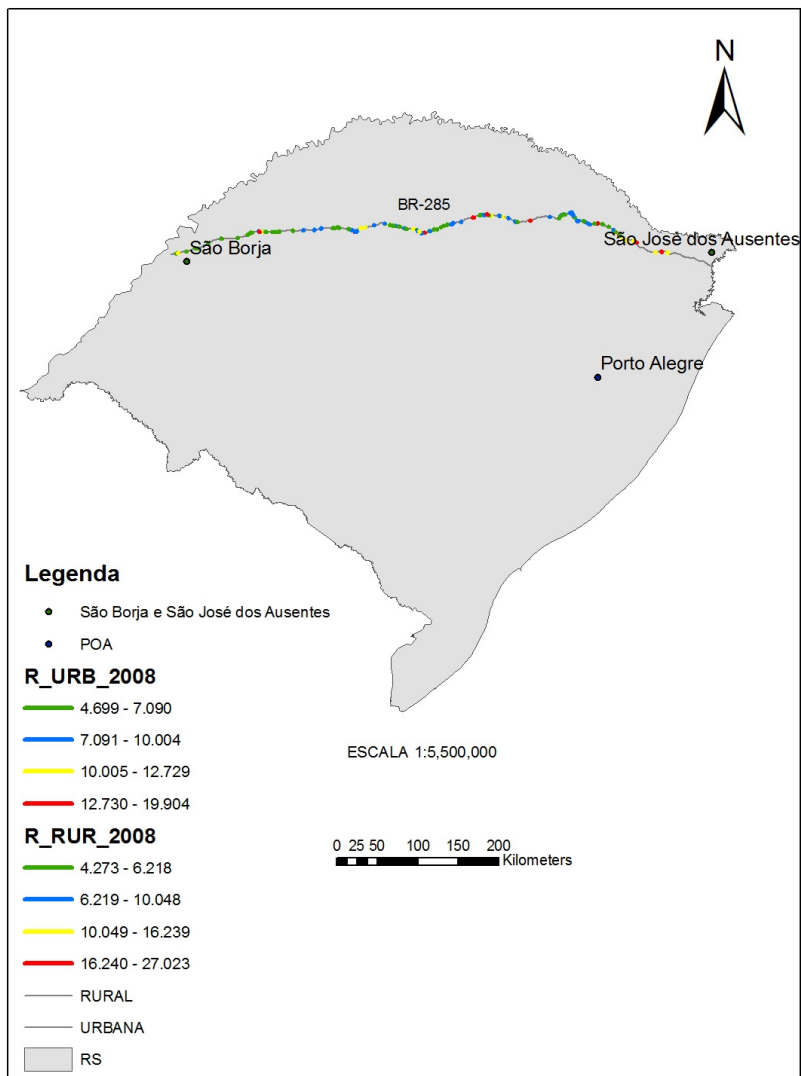 N
BR-285
São Borja
São José dos Ausentes
Porto Alegre
Legenda
São Borja e São José dos Ausentes
POA
R_URB_2008
4.699 - 7.090
7.091 - 10.004
10.005 - 12.729
12.730 - 19.904
R_RUR_2008
4.273 - 6.218
6.219 - 10.048
10.049 - 16.239
16.240 - 27.023
RURAL
URBANA
RS
ESCALA 1:5,500,000
0 25 50 100 150 200
Kilometers